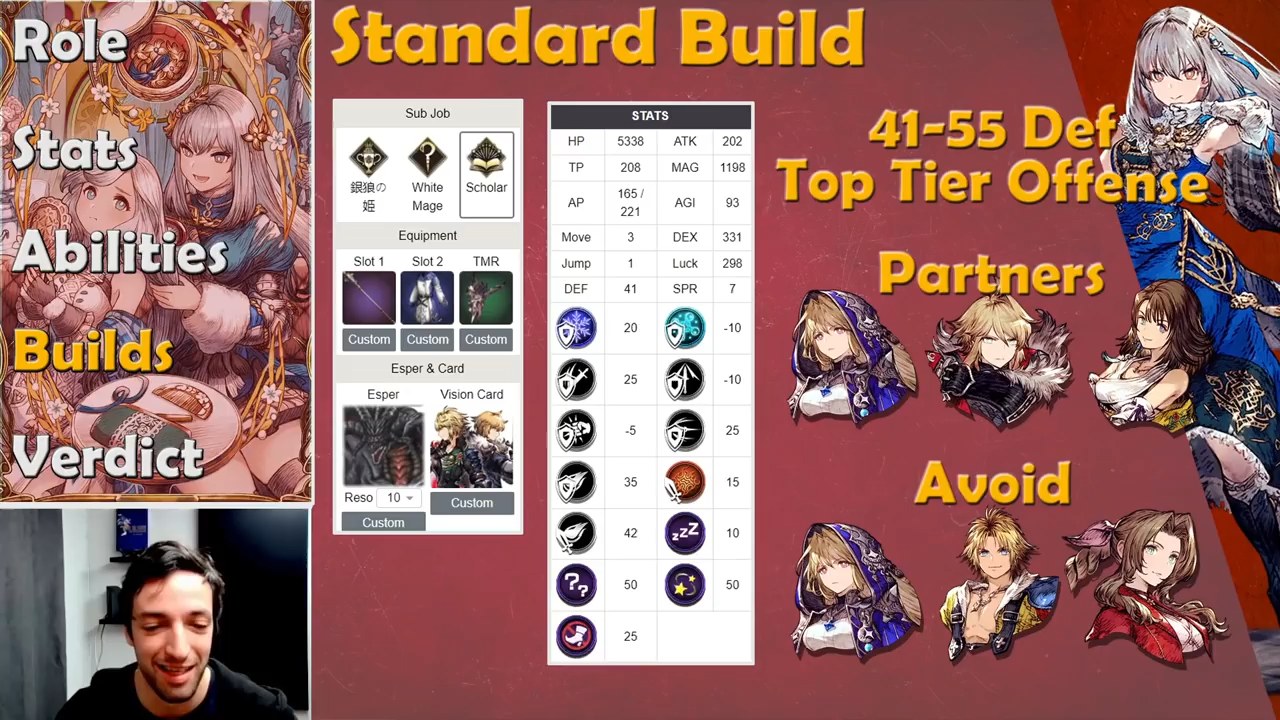 Role
Stats
Abilities
Builds
Verdict
Standard Build
Sub Job
銀狼の
姫
White
Mage
Scholar
Equipment
Slot 1 Slot 2 TMR
Custom Custom Custom
Esper & Card
Esper Vision Card
Reso 10
Custom
Custom
STATS
HP 5338 ATK 202
TP 208 MAG 1198
AP 165 / 221 AGI 93
Move 3 DEX 331
Jump 1 Luck 298
DEF 41 SPR 7
20 -10
25 -10
-5 25
35 15
42 zzZ 10
?? 50 50
25
41-55 Def
Top Tier Offense
Partners
Avoid